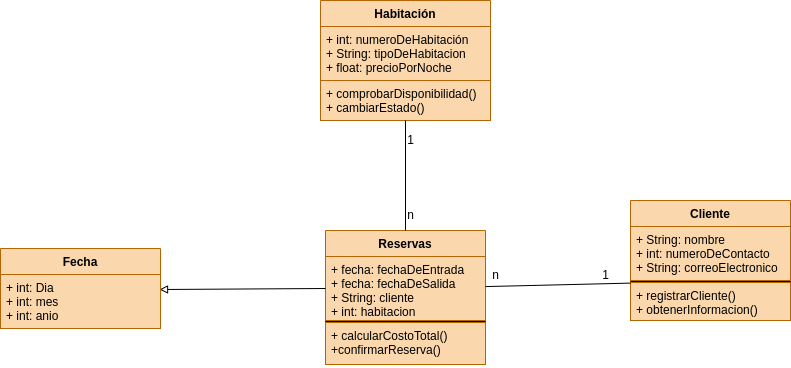 Habitación
+ int: numeroDeHabitación
+ String: tipoDeHabitacion
+ float: precioPorNoche
+ comprobarDisponibilidad()
+ cambiarEstado()
1
n
Reservas
+ fecha: fechaDeEntrada
+ fecha: fechaDeSalida
+ String: cliente
+ int: habitacion
+ calcularCostoTotal()
+confirmarReserva()
n
1
Cliente
+ String: nombre
+ int: numeroDeContacto
+ String: correoElectronico
+ registrarCliente()
+ obtenerInformacion()
Fecha
+ int: Dia
+ int: mes
+ int: anio